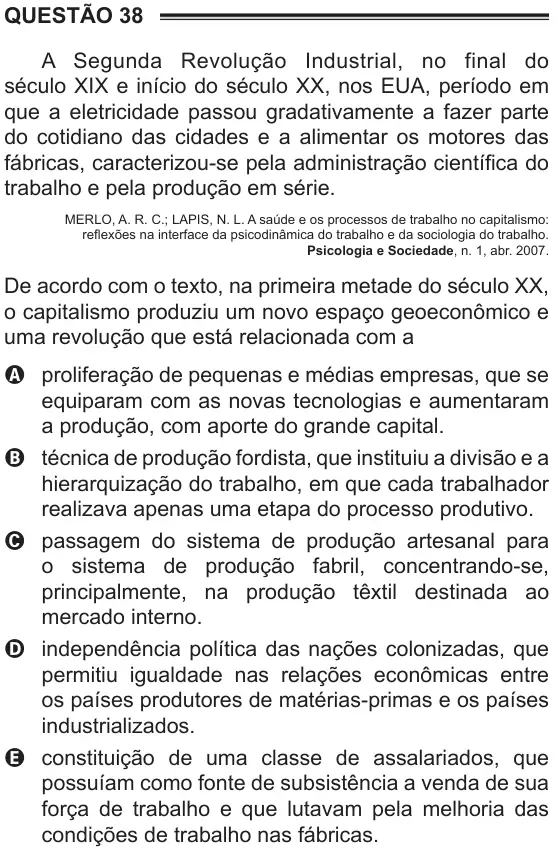 QUESTÃO 38
A Segunda Revolução Industrial, no final do
século XIX e início do século XX, nos EUA, período em
que a eletricidade passou gradativamente a fazer parte
do cotidiano das cidades e a alimentar os motores das
fábricas, caracterizou-se pela administração científica do
trabalho e pela produção em série.
MERLO, A. R. C.; LAPIS, N. L. A saúde e os processos de trabalho no capitalismo:
reflexões na interface da psicodinâmica do trabalho e da sociologia do trabalho.
Psicologia e Sociedade, n. 1, abr. 2007.
De acordo com o texto, na primeira metade do século XX,
o capitalismo produziu um novo espaço geoeconômico e
uma revolução que está relacionada com a
A proliferação de pequenas e médias empresas, que se
equiparam com as novas tecnologias e aumentaram
a produção, com aporte do grande capital.
B técnica de produção fordista, que instituiu a divisão e a
hierarquização do trabalho, em que cada trabalhador
realizava apenas uma etapa do processo produtivo.
C passagem do sistema de produção artesanal para
o sistema de produção fabril, concentrando-se,
principalmente, na produção têxtil destinada ao
mercado interno.
D independência política das nações colonizadas, que
permitiu igualdade nas relações econômicas entre
os países produtores de matérias-primas e os países
industrializados.
E constituição de uma classe de assalariados, que
possuíam como fonte de subsistência a venda de sua
força de trabalho e que lutavam pela melhoria das
condições de trabalho nas fábricas.